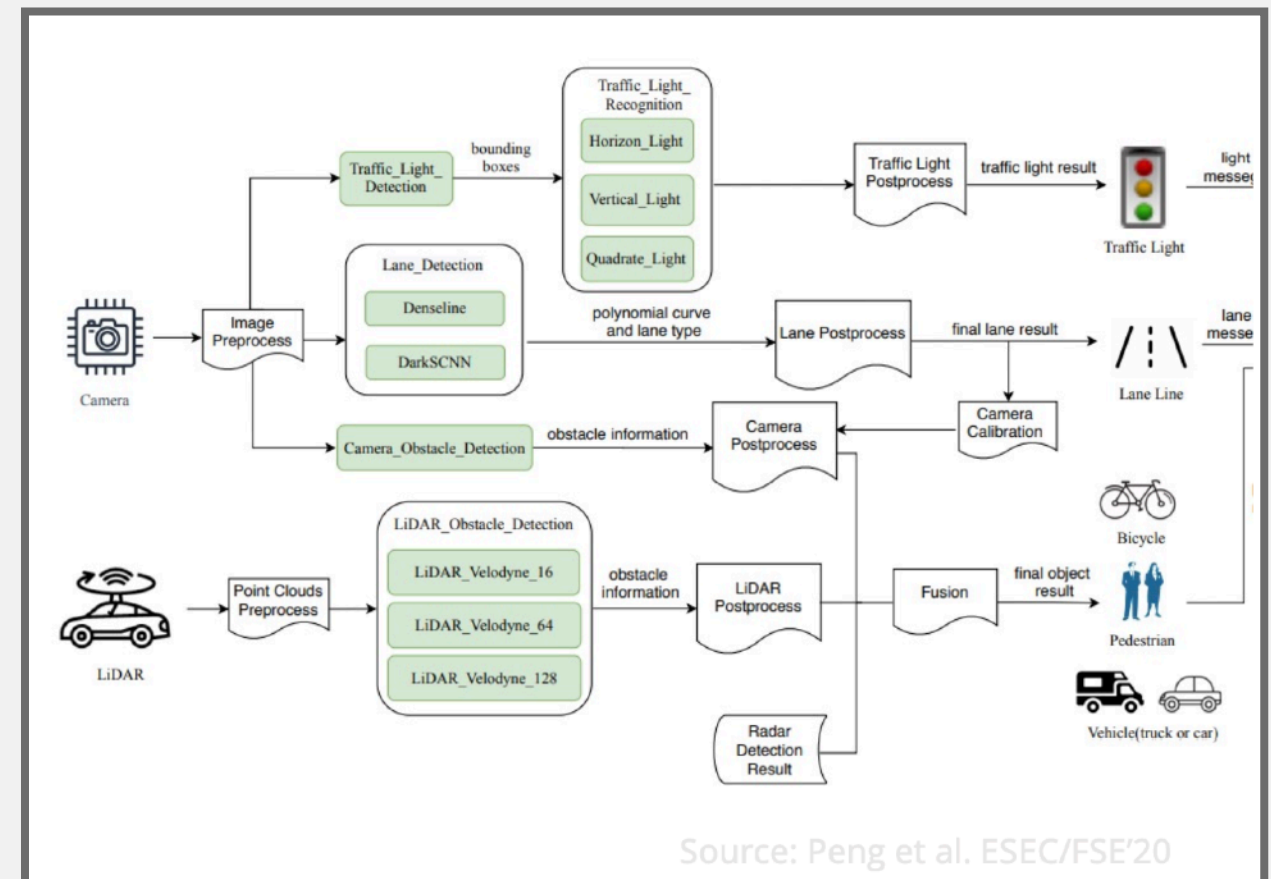 Traffic_Light_
Recognition
Horizon_Light
Vertical_Light
Quadrate_Light
Traffic_Light_
Detection
bounding
boxes
Traffic Light
Postprocess
traffic light result
Traffic Light
light
Lane_Detection
Denseline
DarkSCNN
Camera
Image
Preprocess
polynomial curve
and lane type
Lane Postprocess
final lane result
Lane Line
lane
Camera_Obstacle_Detection
obstacle information
Camera
Postprocess
Camera
Calibration
Bicycle
LiDAR
Point Clouds
Preprocess
LiDAR_Obstacle_Detection
LiDAR_Velodyne_16
LiDAR_Velodyne_64
LiDAR_Velodyne_128
obstacle
information
LiDAR
Postprocess
Fusion
final object
result
Pedestrian
Radar
Detection
Result
Vehicle(truck or car)
Source: Peng et al. ESEC/FSE'20